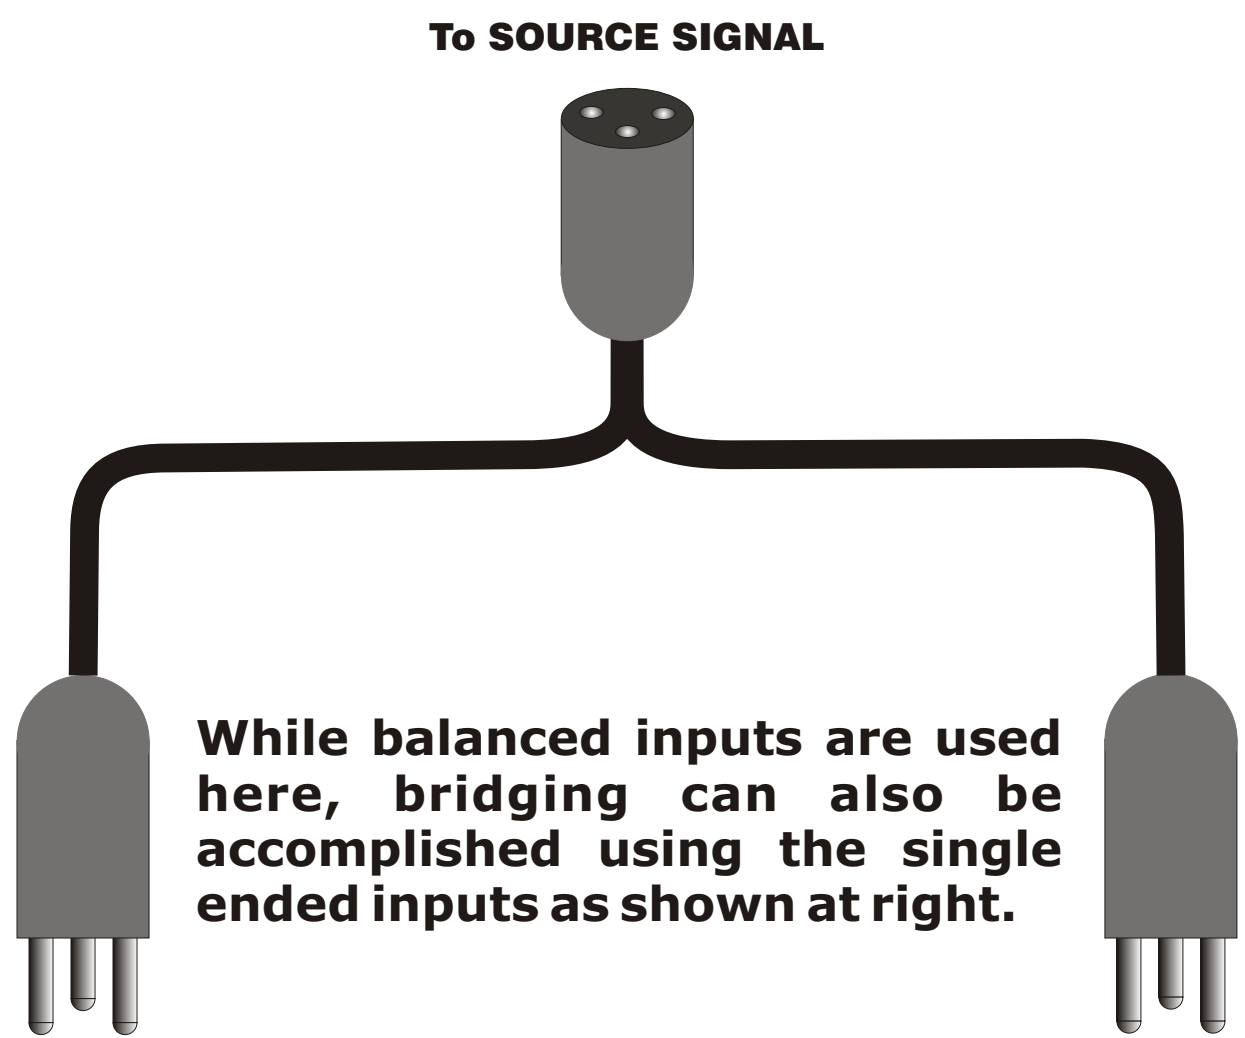 To SOURCE SIGNAL
While balanced inputs are used
here, bridging can also be
accomplished using the single
ended inputs as shown at right.